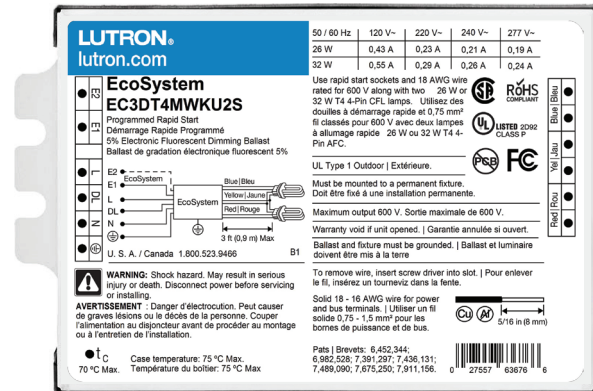 LUTRON®
lutron.com
EcoSystem
EC3DT4MWKU2S
Programmed Rapid Start
Démarrage Rapide Programmé
5% Electronic Fluorescent Dimming Ballast
Ballast de gradation électronique fluorescent 5%
E2
E1
L
DL
N
E2
EcoSystem
E1
L
DL
N
EcoSystem
Blue|Bleu
Yellow|Jaune
Red|Rouge
3 ft (0,9 m) Max
U. S. A. / Canada 1.800.523.9466
B1
WARNING: Shock hazard. May result in serious
injury or death. Disconnect power before servicing
or installing.
AVERTISSEMENT : Danger d'électrocution. Peut causer
de graves lésions ou le décès de la personne. Couper
l'alimentation au disjoncteur avant de procéder au montage
ou à l'entretien de l'installation.
tc
70 ºC Max.
Case temperature: 75 ºC Max.
Température du boîtier: 75 ºC Max.
50 / 60 Hz 120 V~ 220 V~ 240 V~ 277 V~
26 W 0,43 A 0,23 A 0,21 A 0,19 A
32 W 0,55 A 0,29 A 0,26 A 0,24 A
Use rapid start sockets and 18 AWG wire
rated for 600 V along with two 26 W or
32 W T4 4-Pin CFL lamps. Utilisez des
douilles à démarrage rapide et 0,75 mm²
fil classés pour 600 V avec deux lampes
à allumage rapide 26 W ou 32 W T4 4-
Pin AFC.
SA
RoHS
COMPLIANT
UL
LISTED 2D92
CLASS P
PCB
FC
UL Type 1 Outdoor | Extérieure.
Must be mounted to a permanent fixture.
Doit être fixé à une installation permanente.
Maximum output 600 V. Sortie maximale de 600 V.
Warranty void if unit opened. | Garantie annulée si ouvert.
Ballast and fixture must be grounded. | Ballast et luminaire
doivent être mis à la terre
To remove wire, insert screw driver into slot. | Pour enlever
le fil, insérez un tourneviz dans la fente.
Solid 18 - 16 AWG wire for power
and bus terminals. | Utiliser un fil
solide 0,75 - 1,5 mm² pour les
bornes de puissance et de bus.
Cu
Al
5/16 in (8 mm)
Pats | Brevets: 6,452,344;
6,982,528; 7,391,297; 7,436,131;
7,489,090; 7,675,250; 7,911,156.
0 27557 63676 6
Blue | Bleu
Yel | Jau
Red | Rou